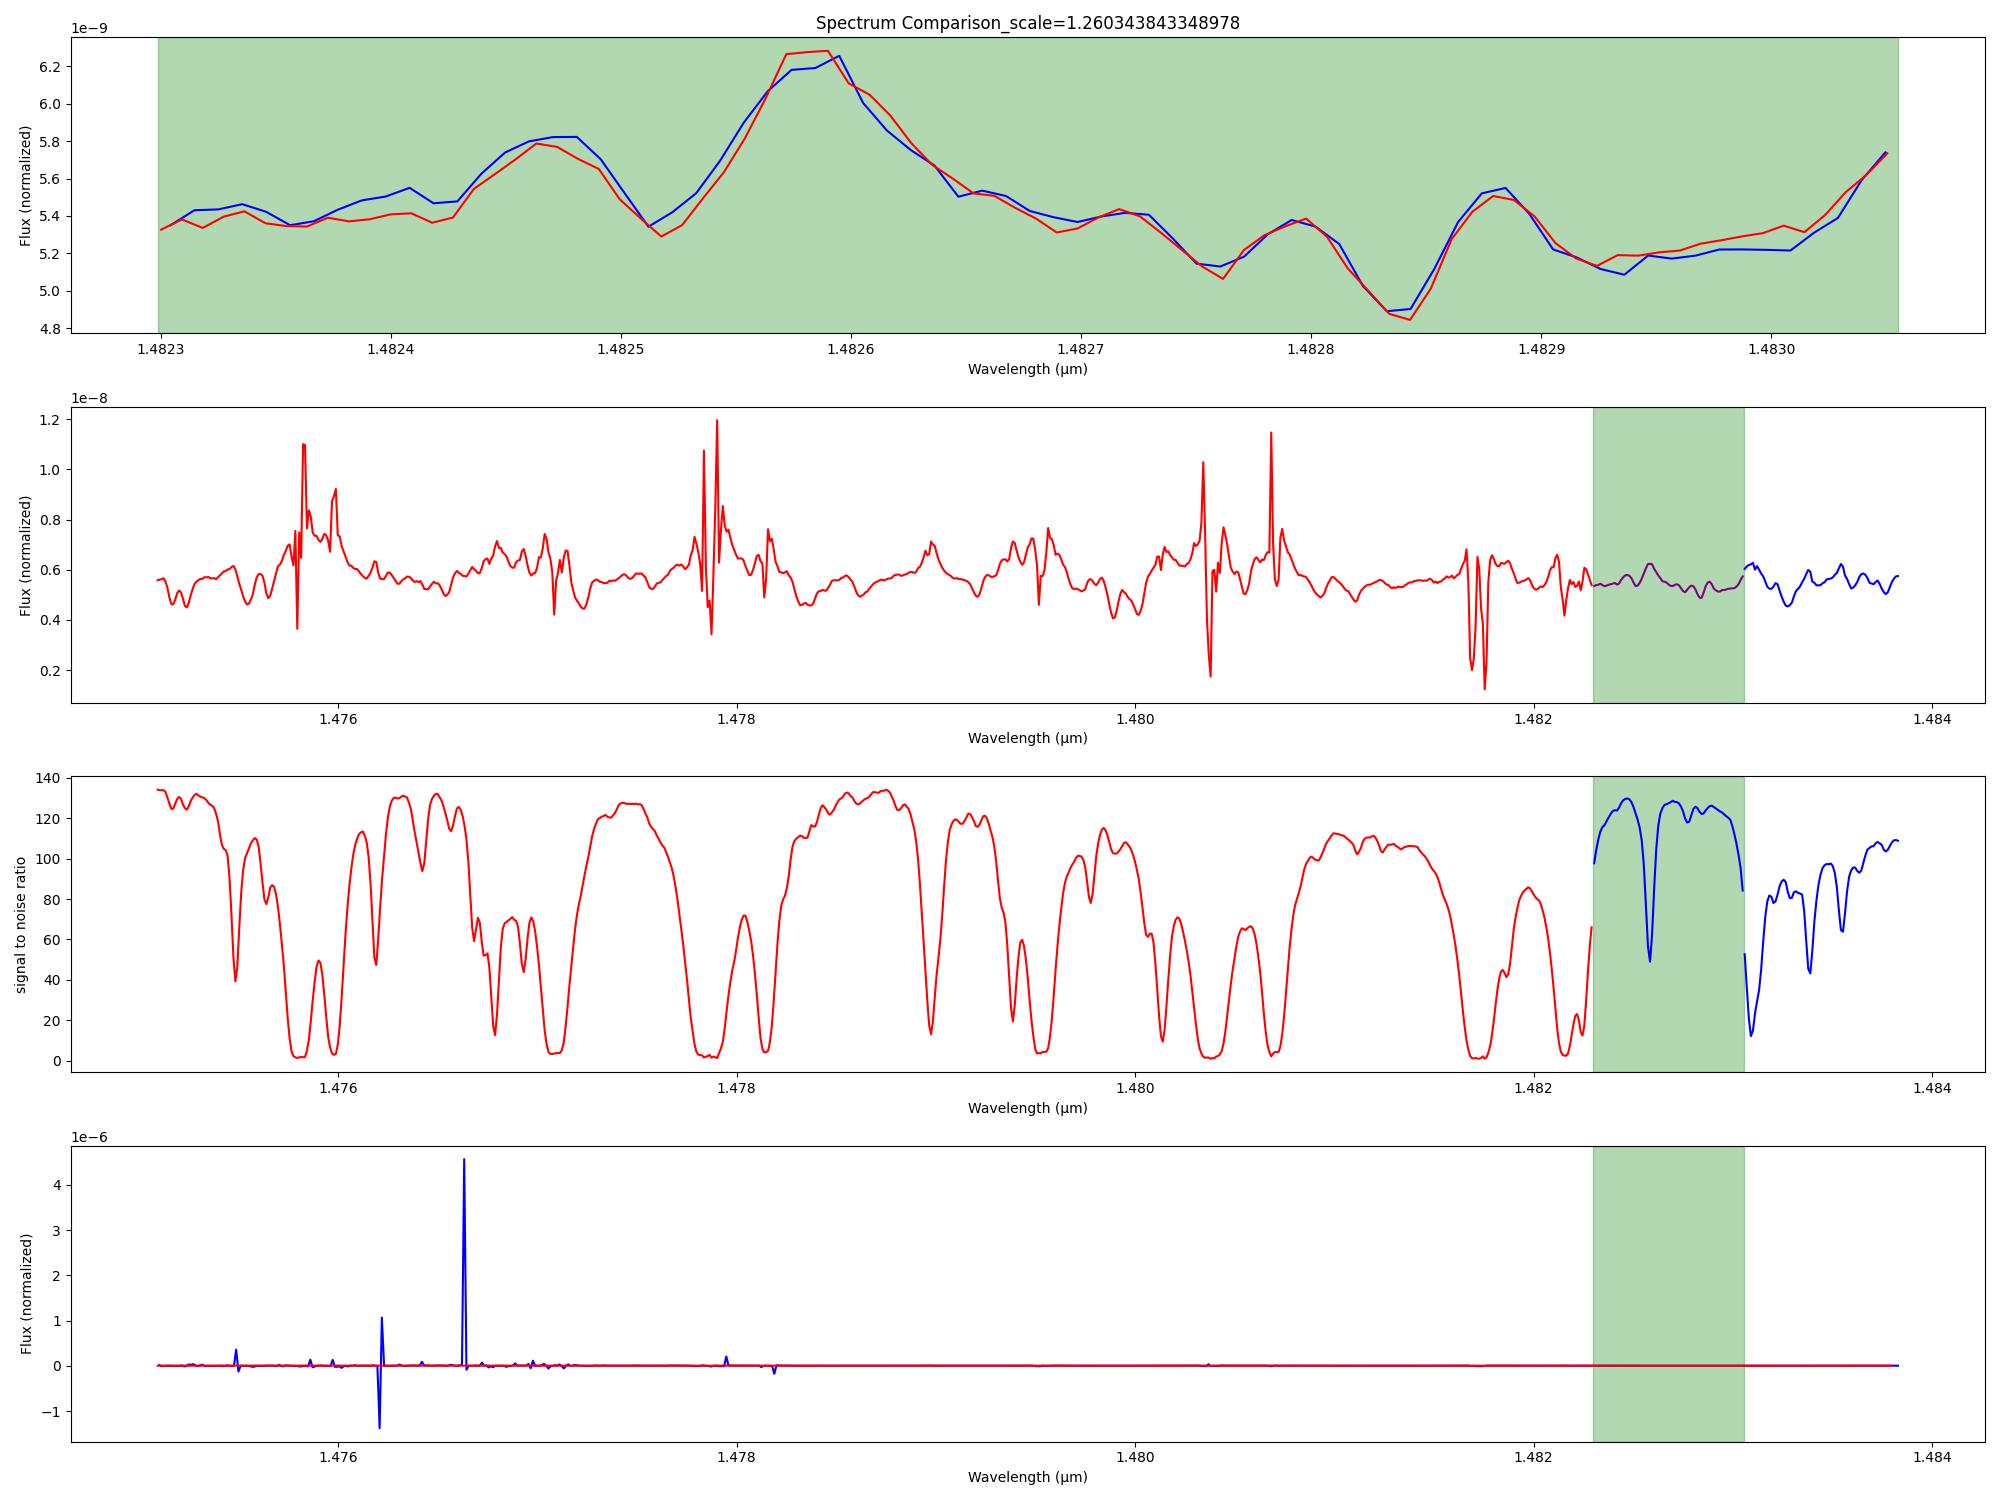 Spectrum Comparison_scale=1.260343843348978
1e−9
Flux (normalized)
6.2
6.0
5.8
5.6
5.4
5.2
5.0
4.8
1.4823 1.4824 1.4825 1.4826 1.4827 1.4828 1.4829 1.4830
Wavelength (μm)
1e−8
Flux (normalized)
1.2
1.0
0.8
0.6
0.4
0.2
1.476 1.478 1.480 1.482 1.484
Wavelength (μm)
signal to noise ratio
140
120
100
80
60
40
20
0
1.476 1.478 1.480 1.482 1.484
Wavelength (μm)
1e−6
Flux (normalized)
4
3
2
1
0
−1
1.476 1.478 1.480 1.482 1.484
Wavelength (μm)